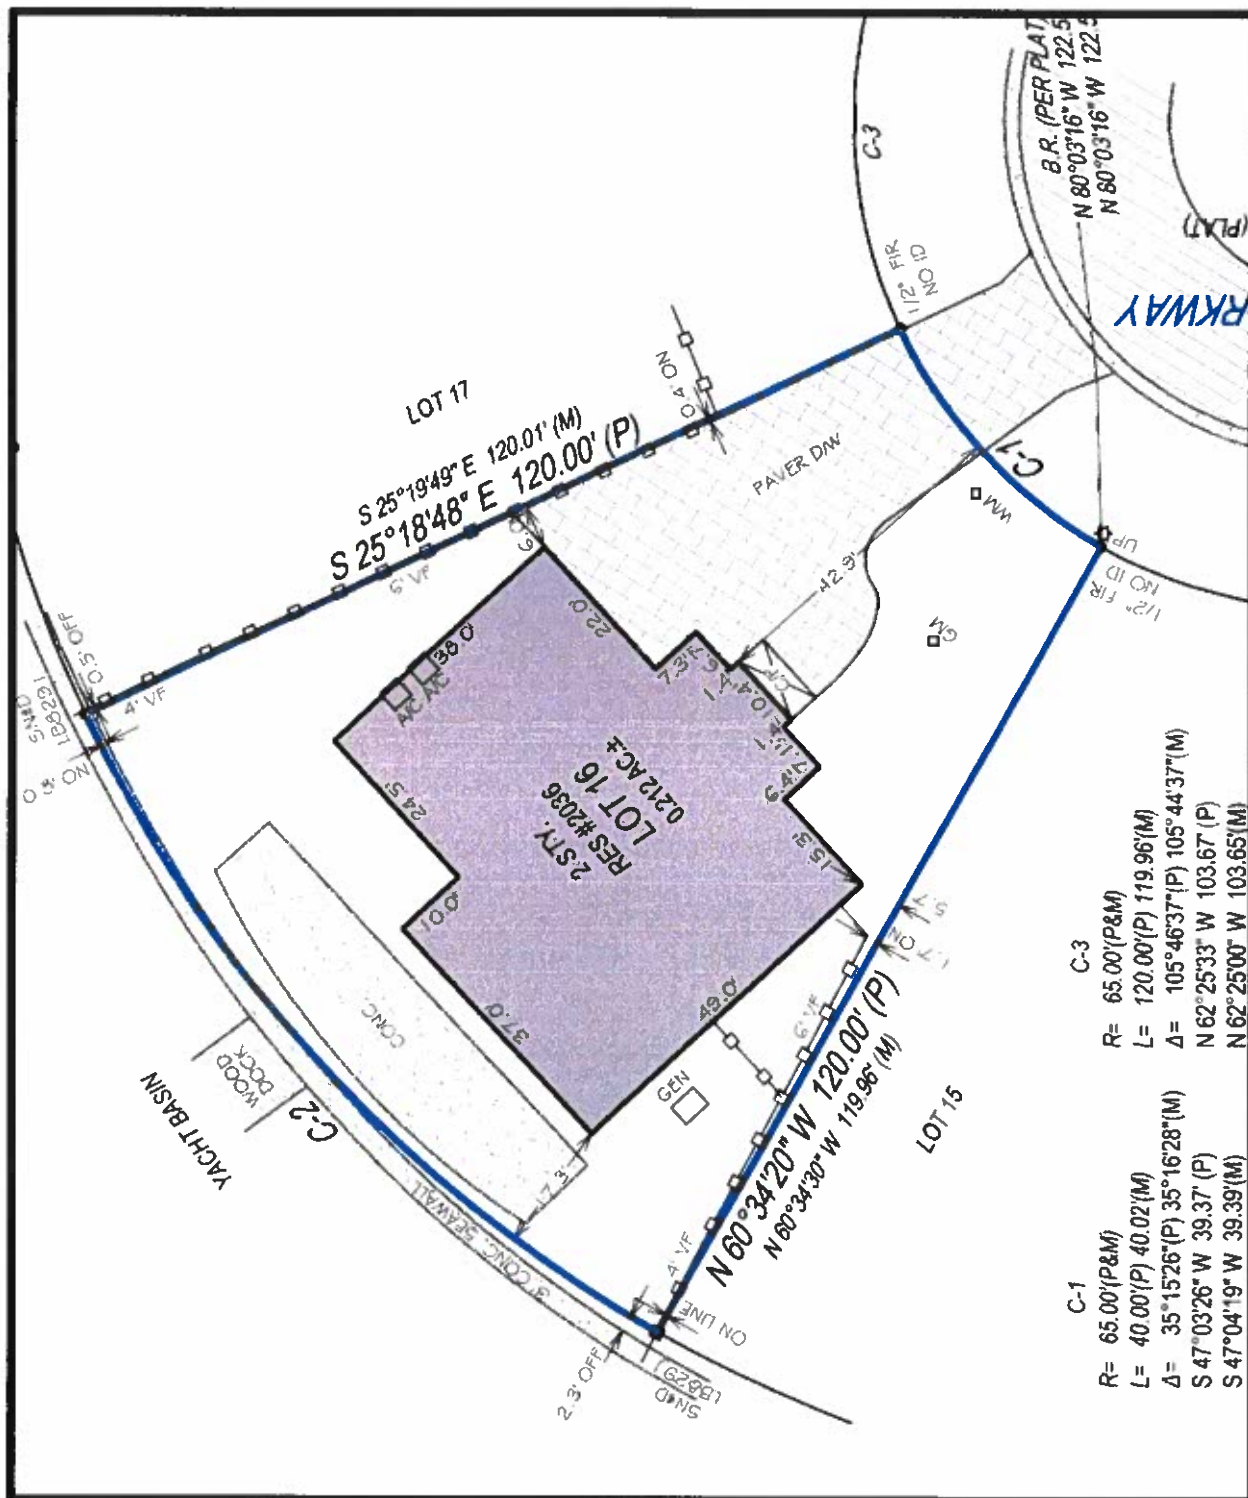 B.R. (PER PLAT)
N 80°03'16" W 122.5
N 80°03'16" W 122.5
(PLAT)
RKWAY
C-3
1/2" FIR
NO ID
LOT 17
0.4' ON
S 25°19'49" E 120.01' (M)
S 25°18'48" E 120.00' (P)
6' VF
6.0'
PAVER D/W
C-1
WM
UP
1/2" FIR
NO ID
GM
42.9'
SN#D
LB8291
0.5' OFF
4' VF
ON
38.0'
A/C
A/C
22.0'
7.3'
10.4'
7.1'
6.4'
15.3'
24.5'
10.0'
37.0'
49.0'
2 STY.
RES #2036
LOT 16
0.212 AC.±
CONC.
WOOD
DOCK
YACHT BASIN
C-2
3' CONC. SEAWALL
17.3'
GEN
6' VF
1.7' ON
5.7'
N 60°34'20" W 120.00' (P)
N 60°34'30" W 119.96' (M)
LOT 15
4' VF
ON LINE
2.3' OFF
SN#D
LB8291
C-1
R= 65.00'(P&M)
L= 40.00'(P) 40.02'(M)
Δ= 35°15'26"(P) 35°16'28"(M)
S 47°03'26" W 39.37' (P)
S 47°04'19" W 39.39'(M)
C-3
R= 65.00'(P&M)
L= 120.00'(P) 119.96'(M)
Δ= 105°46'37"(P) 105°44'37"(M)
N 62°25'33" W 103.67' (P)
N 62°25'00" W 103.65'(M)